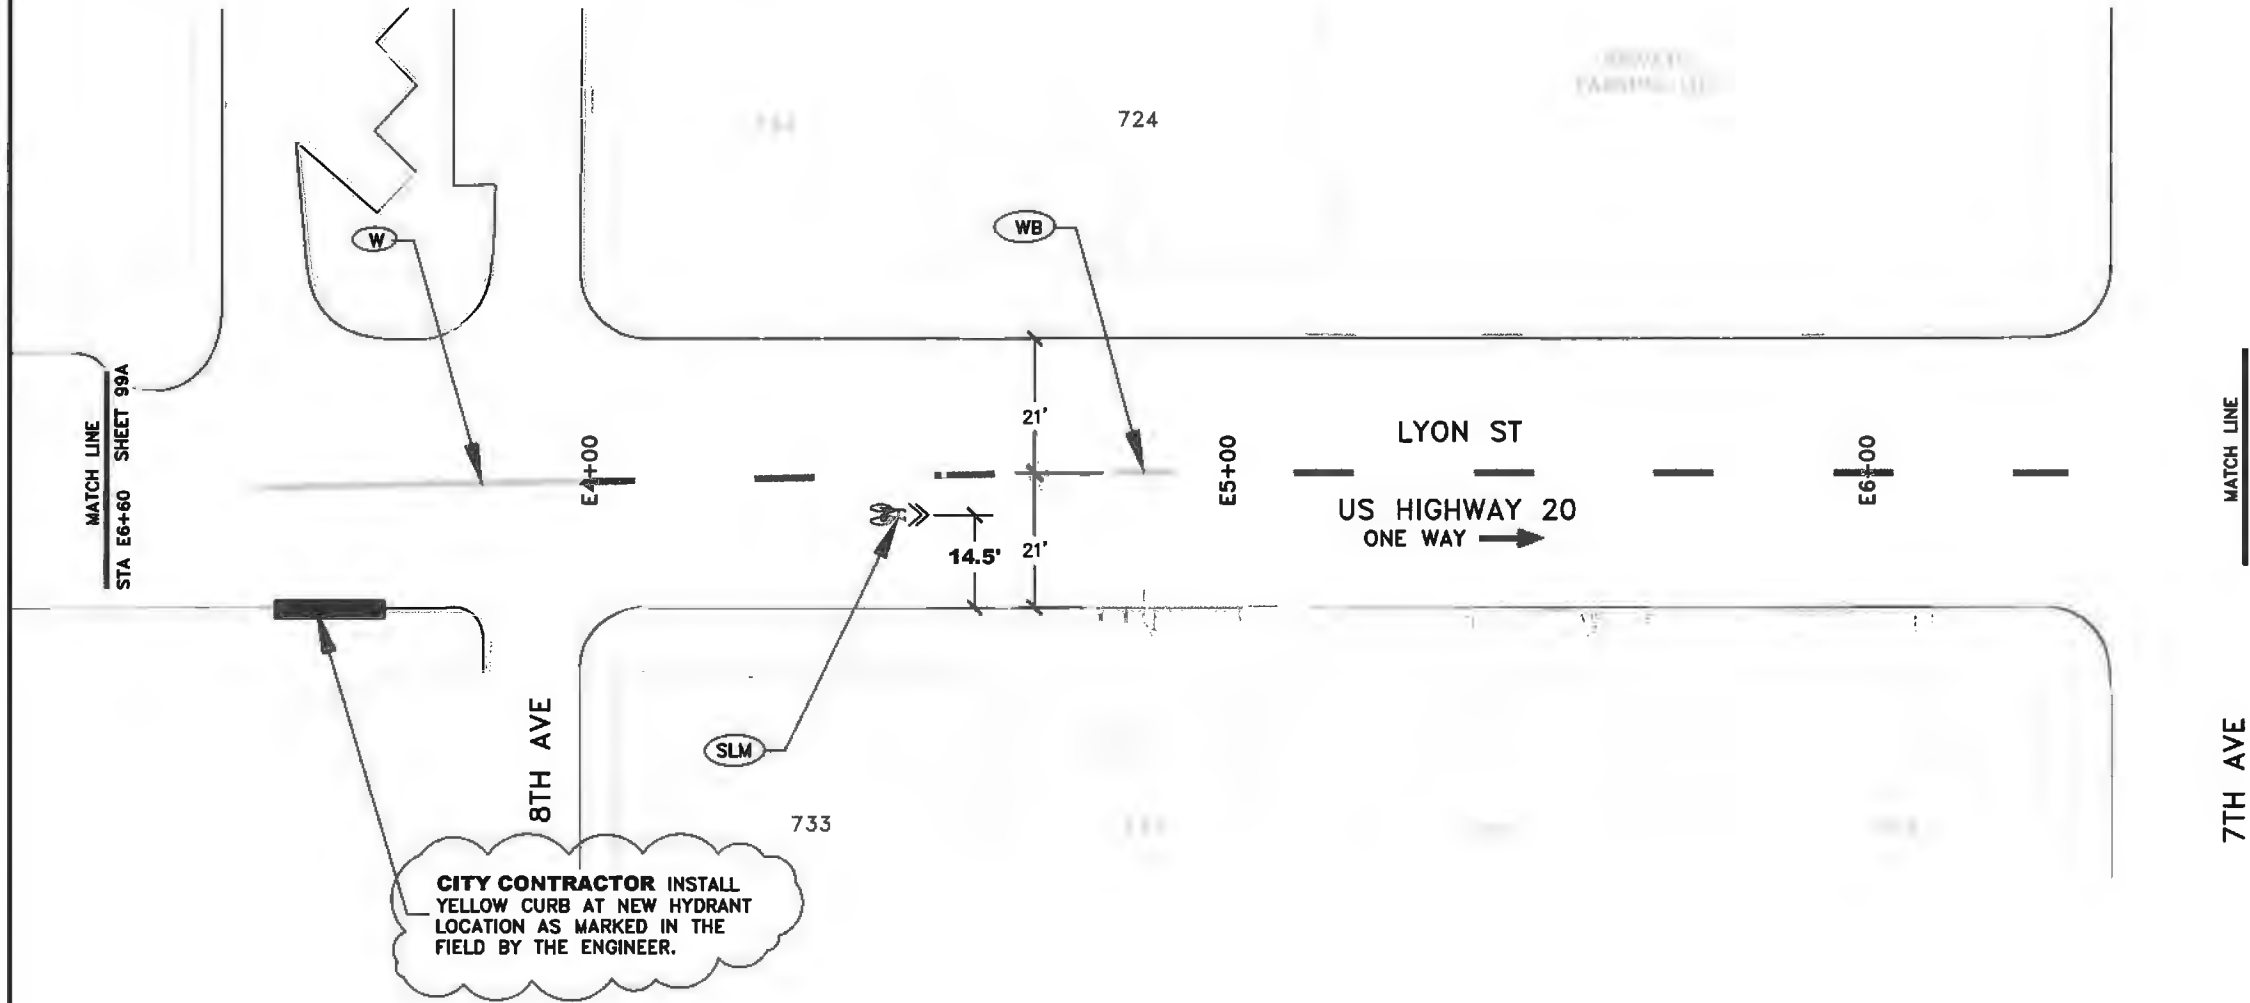 724
W
WB
MATCH LINE
STA E6+60 SHEET 99A
21'
E4+00
E5+00
LYON ST
E6+00
MATCH LINE
US HIGHWAY 20
ONE WAY
14.5'
21'
SLM
8TH AVE
7TH AVE
733
CITY CONTRACTOR INSTALL
YELLOW CURB AT NEW HYDRANT
LOCATION AS MARKED IN THE
FIELD BY THE ENGINEER.